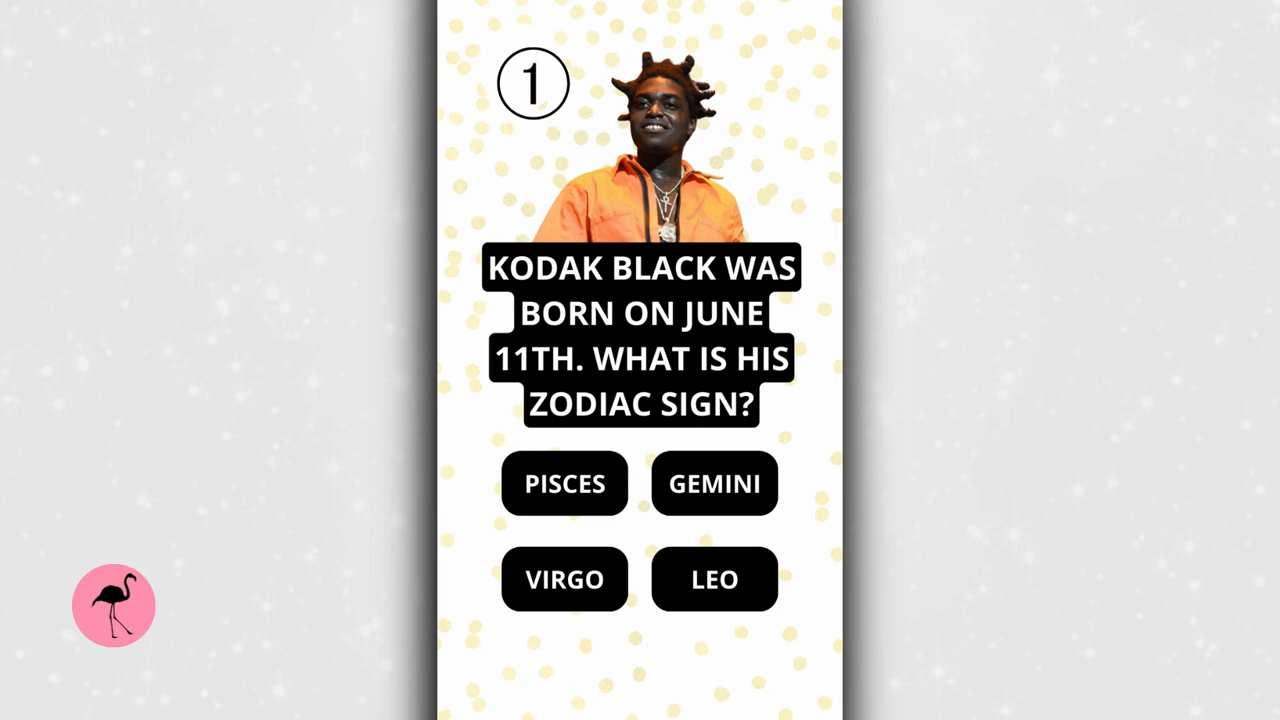 1
KODAK BLACK WAS
BORN ON JUNE
11TH. WHAT IS HIS
ZODIAC SIGN?
PISCES
GEMINI
VIRGO
LEO